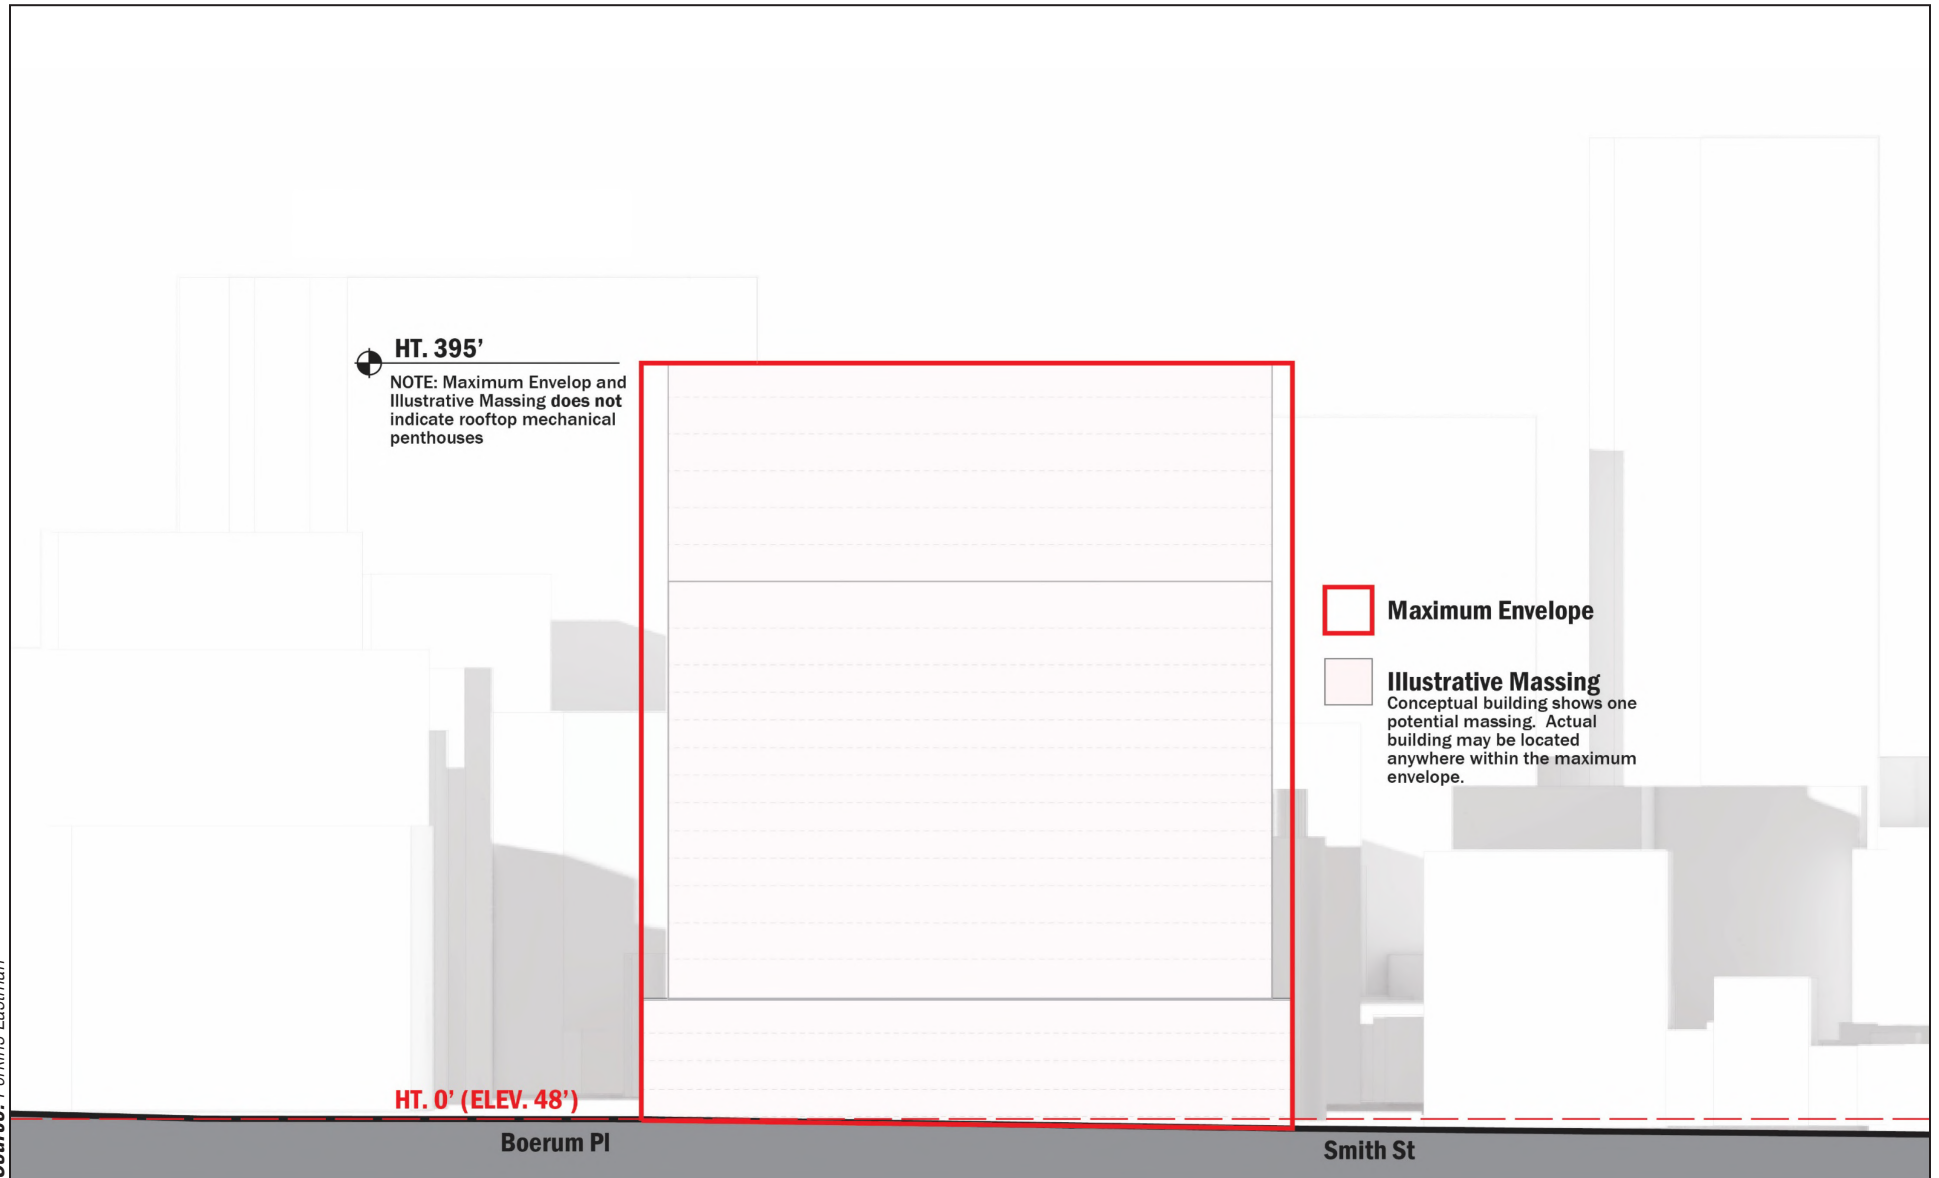 HT. 395’
NOTE: Maximum Envelop and
Illustrative Massing does not
indicate rooftop mechanical
penthouses
Maximum Envelope
Illustrative Massing
Conceptual building shows one
potential massing. Actual
building may be located
anywhere within the maximum
envelope.
HT. 0’ (ELEV. 48’)
Boerum Pl
Smith St